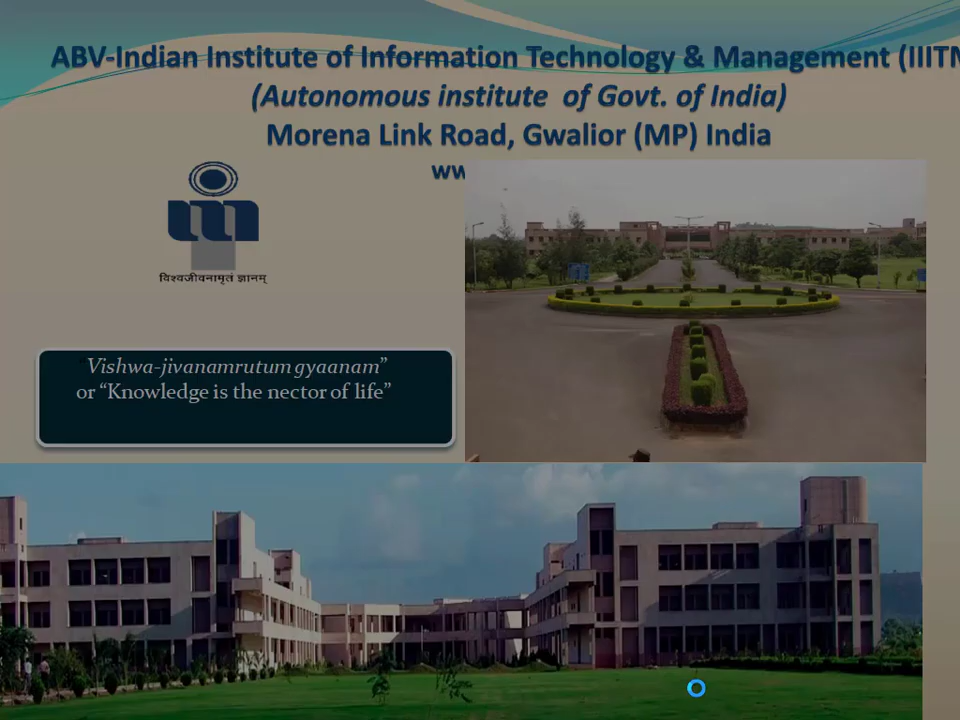 ABV-Indian Institute of Information Technology & Management (IIITM
(Autonomous institute of Govt. of India)
Morena Link Road, Gwalior (MP) India
ww
विश्वजीवनामृतं ज्ञानम्
“Vishwa-jivanamrutum gyaanam”
or “Knowledge is the nector of life”